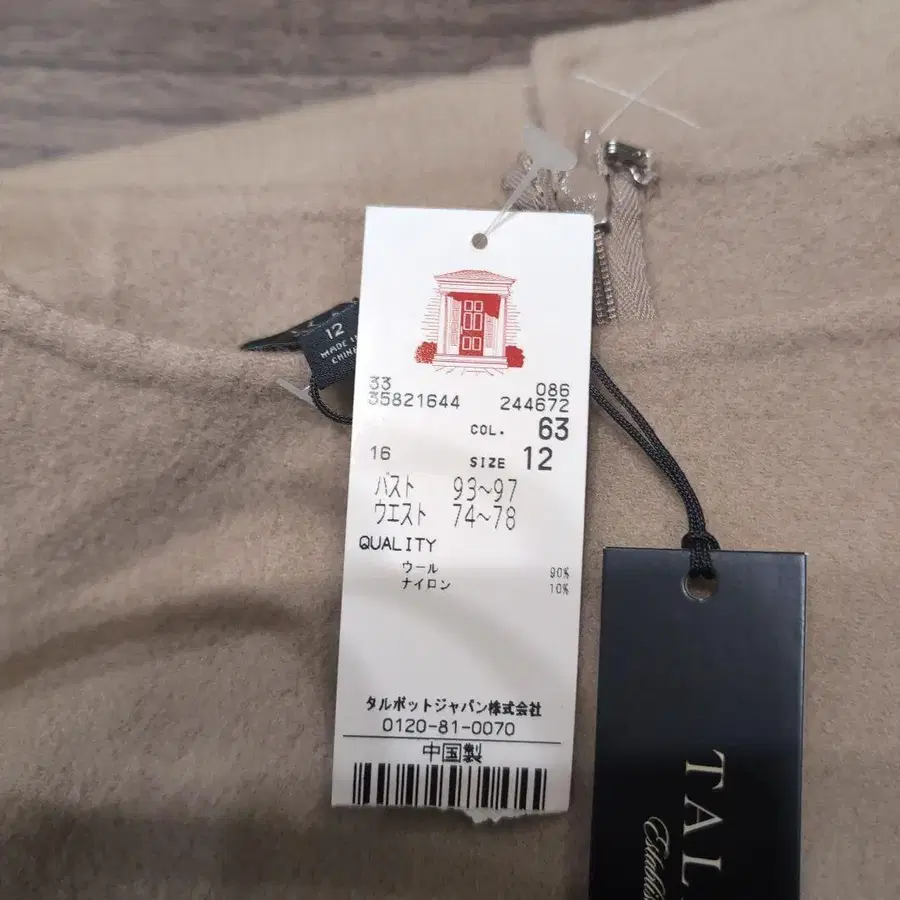 12
MADE IN
CHINA
33 086
35821644 244672
COL. 63
16 SIZE 12
バスト 93~97
ウエスト 74~78
QUALITY
ウール 90%
ナイロン 10%
タルボットジャパン株式会社
0120-81-0070
中国製
TAL